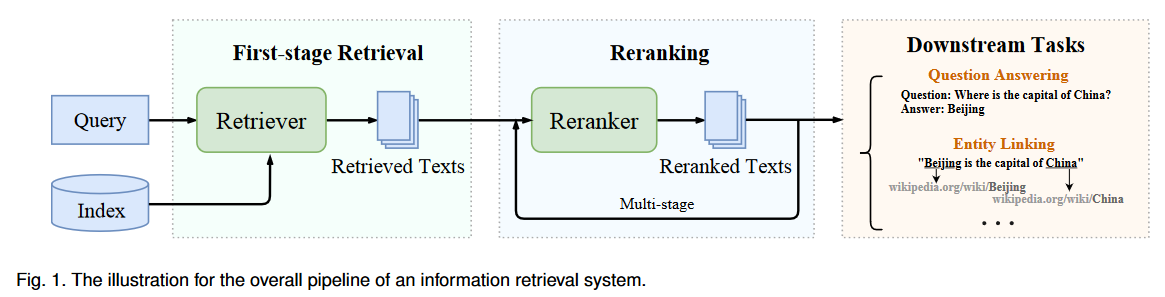 First-stage Retrieval
Query
Retriever
Retrieved Texts
Index
Reranking
Reranker
Reranked Texts
Multi-stage
Downstream Tasks
Question Answering
Question: Where is the capital of China?
Answer: Beijing
Entity Linking
"Beijing is the capital of China"
wikipedia.org/wiki/Beijing
wikipedia.org/wiki/China
• • •
Fig. 1. The illustration for the overall pipeline of an information retrieval system.